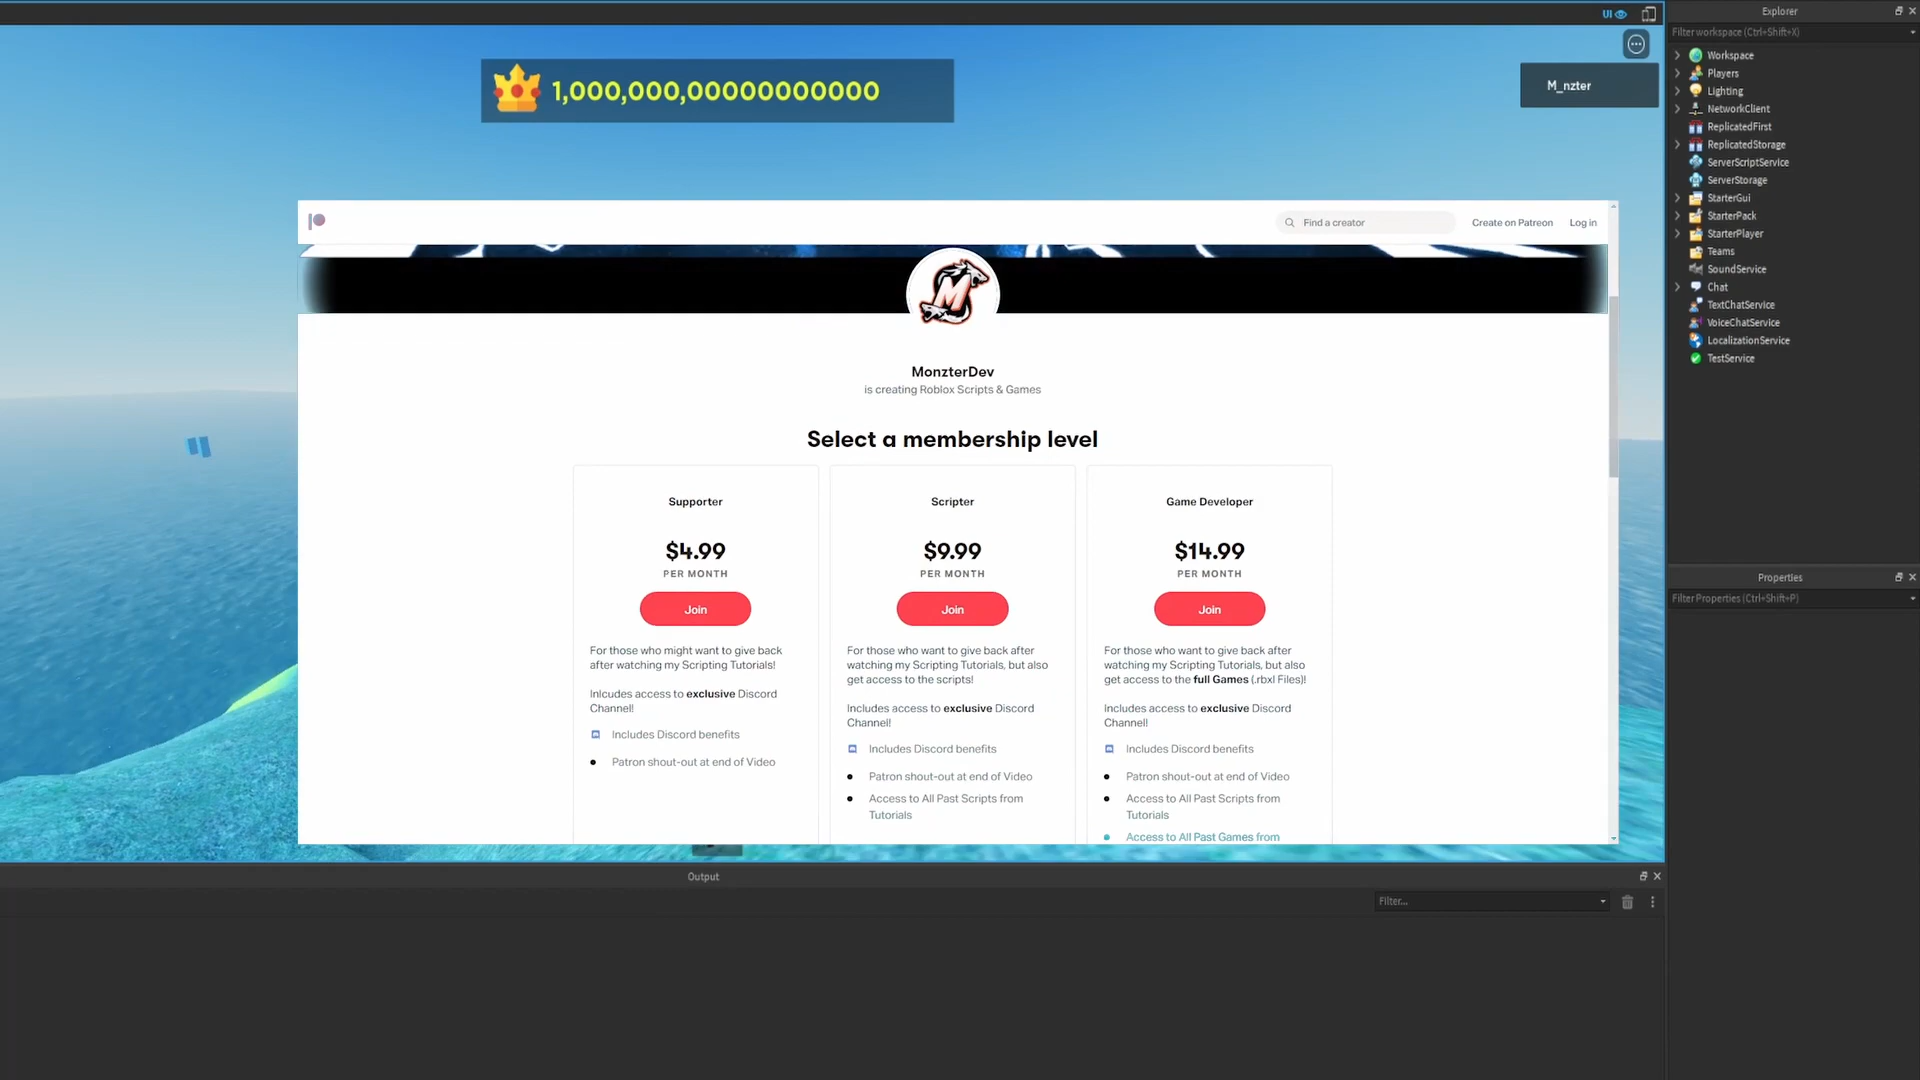 UI
Explorer
Filter workspace (Ctrl+Shift+X)
1,000,000,00000000000
M_nzter
Workspace
Players
Lighting
NetworkClient
ReplicatedFirst
ReplicatedStorage
ServerScriptService
ServerStorage
StarterGui
StarterPack
StarterPlayer
Teams
SoundService
Chat
TextChatService
VoiceChatService
LocalizationService
TestService
Find a creator
Create on Patreon
Log in
M
MonzterDev
is creating Roblox Scripts & Games
Select a membership level
Supporter
$4.99
PER MONTH
Join
For those who might want to give back
after watching my Scripting Tutorials!
Inlcudes access to exclusive Discord
Channel!
Includes Discord benefits
Patron shout-out at end of Video
Scripter
$9.99
PER MONTH
Join
For those who want to give back after
watching my Scripting Tutorials, but also
get access to the scripts!
Includes access to exclusive Discord
Channel!
Includes Discord benefits
Patron shout-out at end of Video
Access to All Past Scripts from
Tutorials
Game Developer
$14.99
PER MONTH
Join
For those who want to give back after
watching my Scripting Tutorials, but also
get access to the full Games (.rbxl Files)!
Includes access to exclusive Discord
Channel!
Includes Discord benefits
Patron shout-out at end of Video
Access to All Past Scripts from
Tutorials
Access to All Past Games from
Properties
Filter Properties (Ctrl+Shift+P)
Output
Filter...